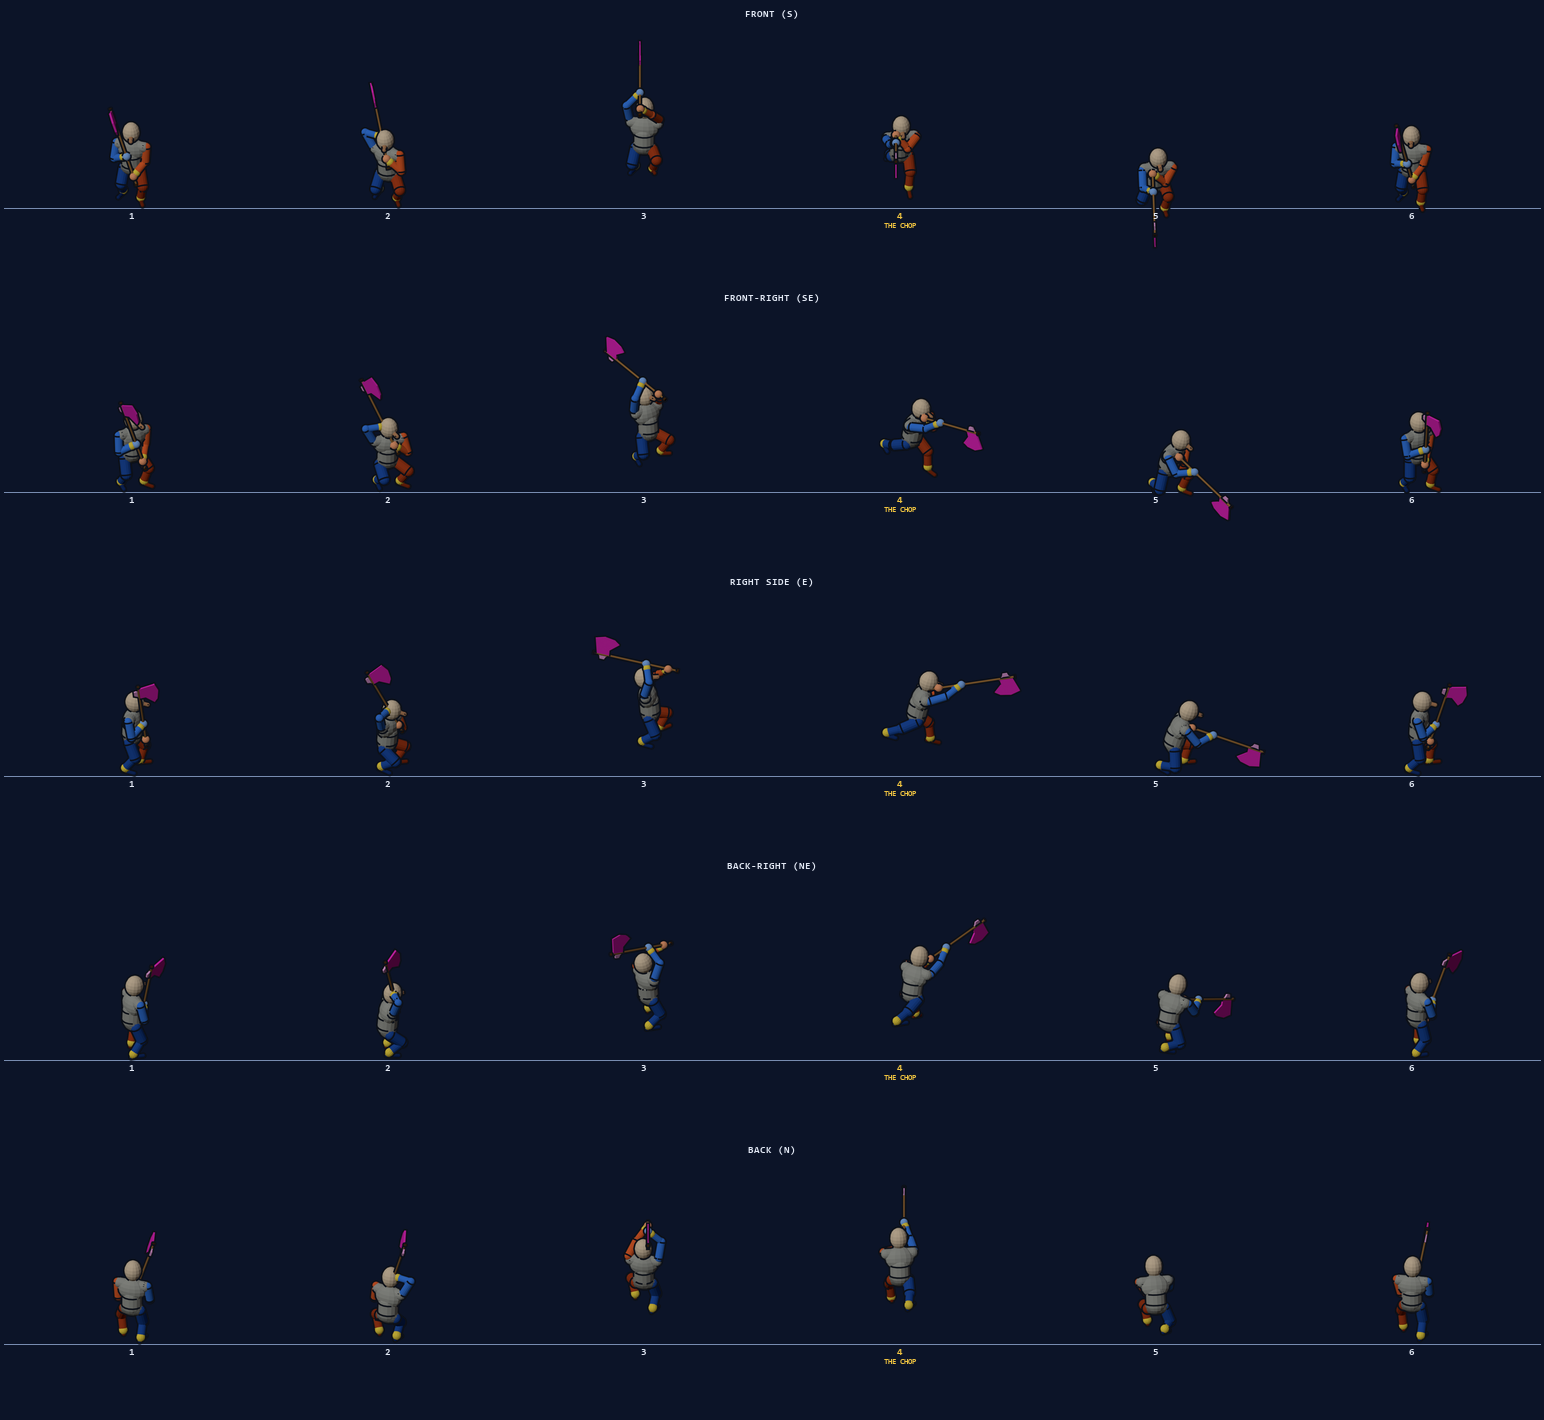 FRONT (S)
1 2 3 4 5 6
THE CHOP
FRONT-RIGHT (SE)
1 2 3 4 5 6
THE CHOP
RIGHT SIDE (E)
1 2 3 4 5 6
THE CHOP
BACK-RIGHT (NE)
1 2 3 4 5 6
THE CHOP
BACK (N)
1 2 3 4 5 6
THE CHOP